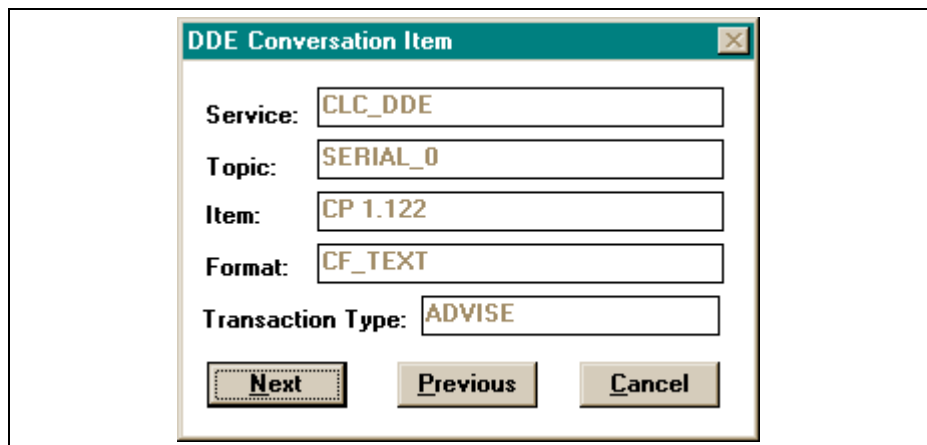 DDE Conversation Item
Service: CLC_DDE
Topic: SERIAL_0
Item: CP 1.122
Format: CF_TEXT
Transaction Type: ADVISE
Next Previous Cancel